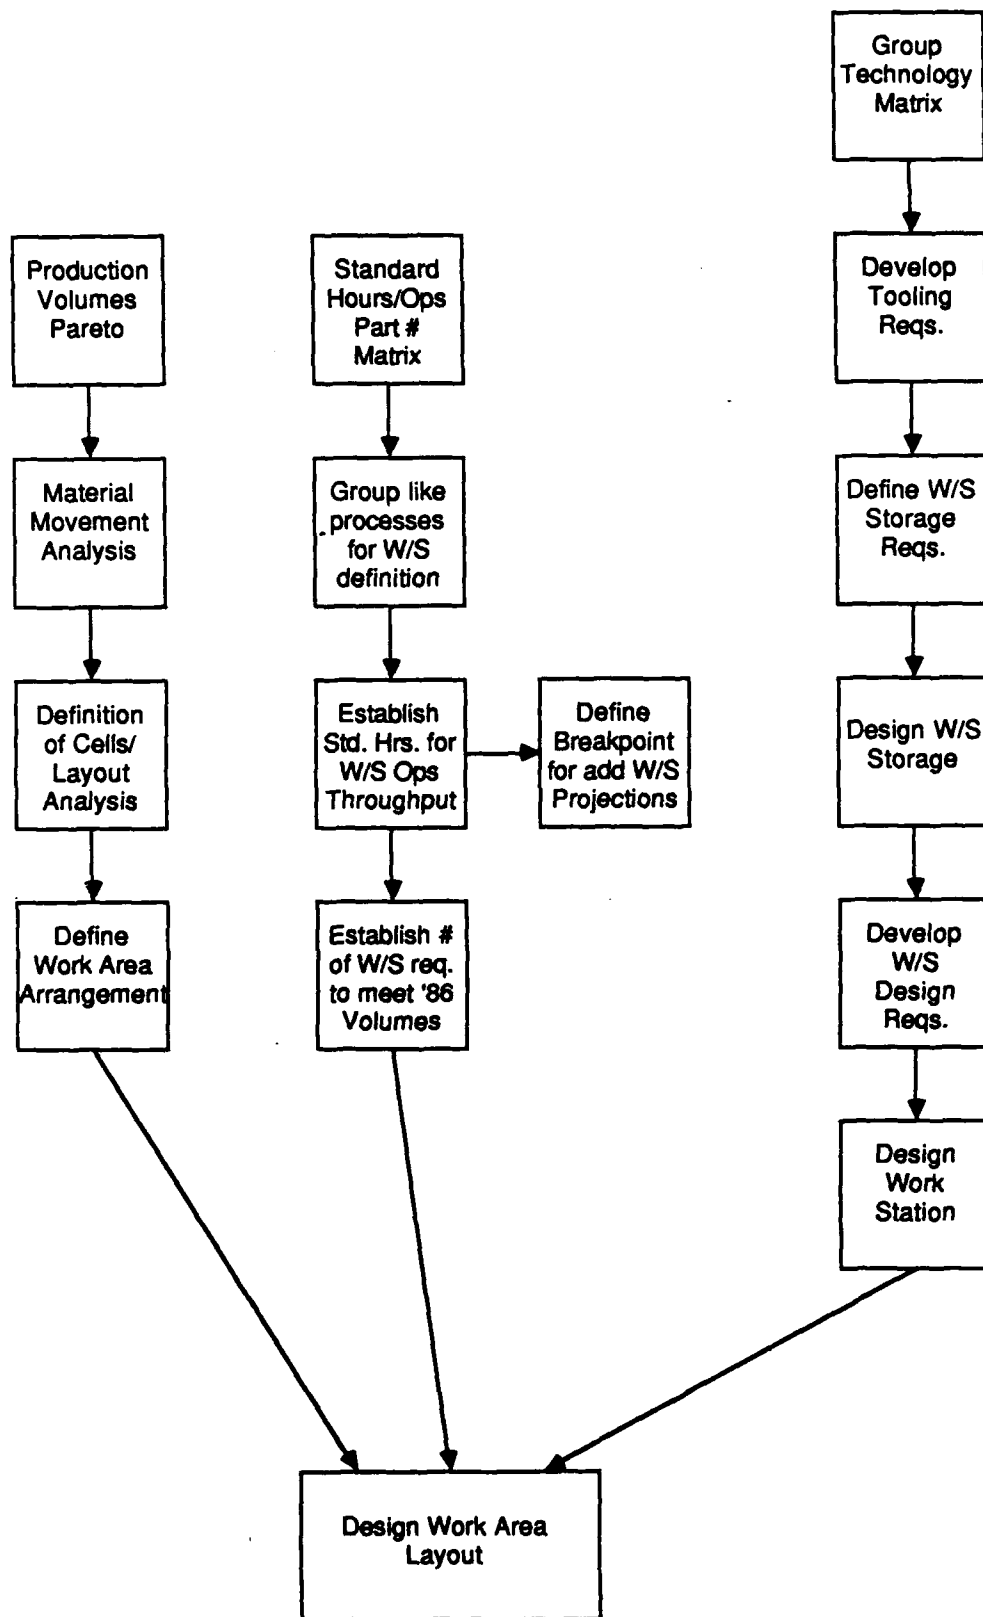 Group
Technology
Matrix
Production
Volumes
Pareto
Standard
Hours/Ops
Part #
Matrix
Develop
Tooling
Reqs.
Material
Movement
Analysis
Group like
processes
for W/S
definition
Define W/S
Storage
Reqs.
Definition
of Cells/
Layout
Analysis
Establish
Std. Hrs. for
W/S Ops
Throughput
Define
Breakpoint
for add W/S
Projections
Design W/S
Storage
Define
Work Area
Arrangement
Establish #
of W/S req.
to meet '86
Volumes
Develop
W/S
Design
Reqs.
Design
Work
Station
Design Work Area
Layout